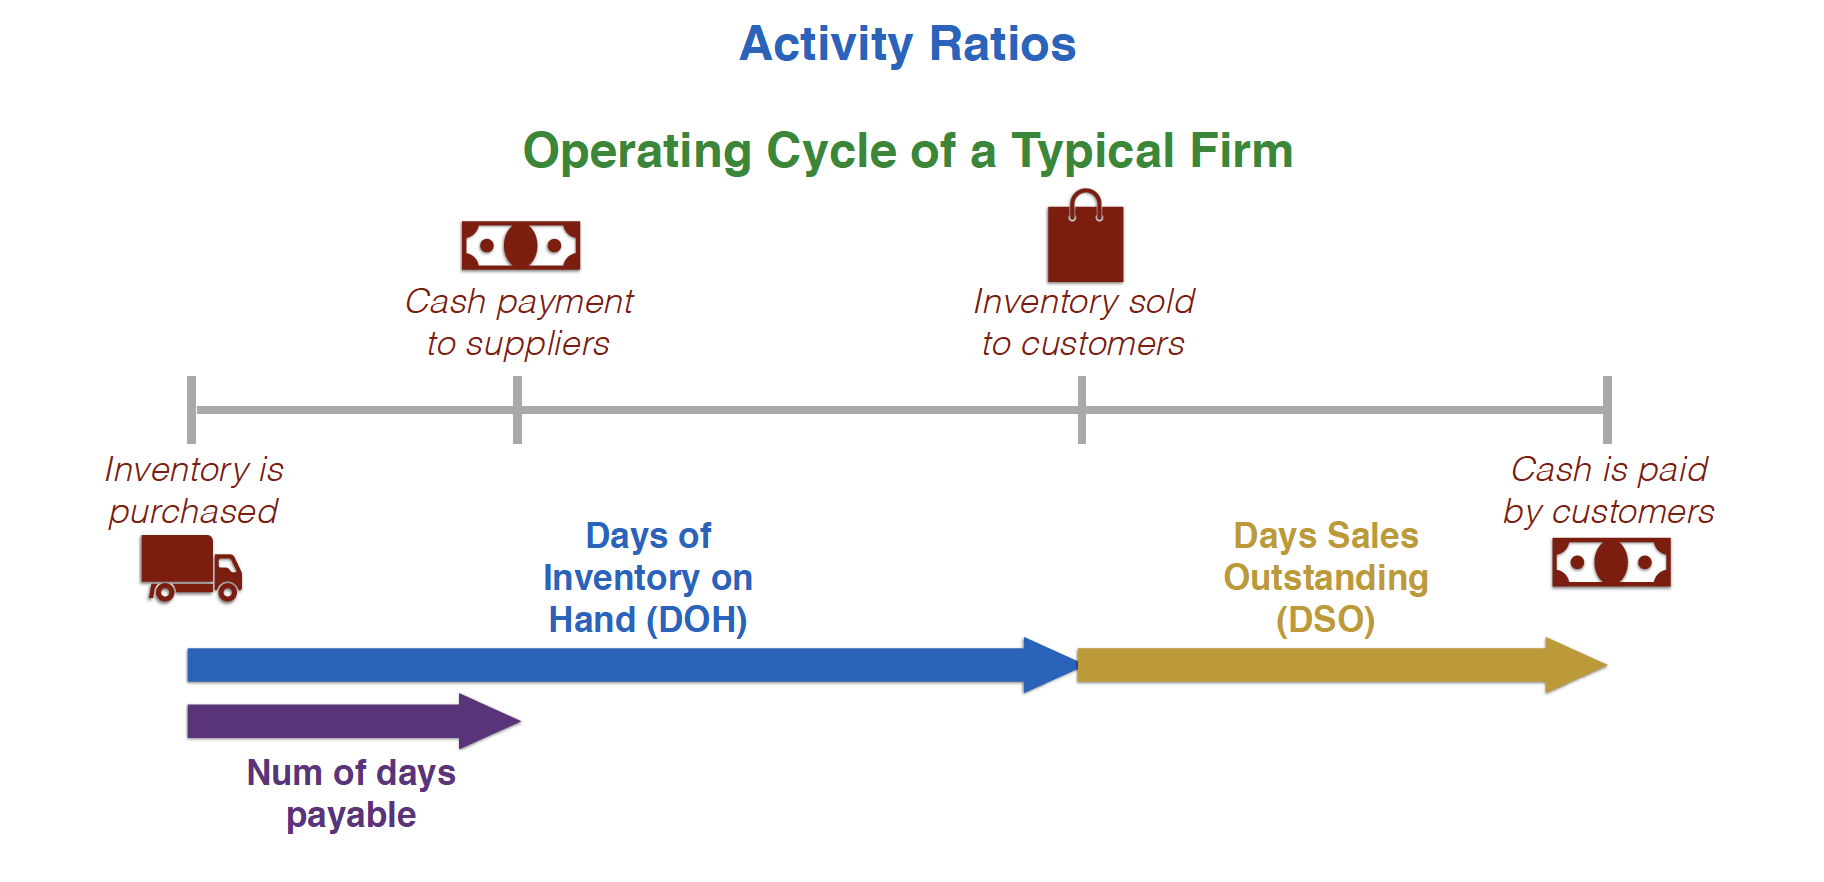 Activity Ratios
Operating Cycle of a Typical Firm
Cash payment
to suppliers
Inventory sold
to customers
Inventory is
purchased
Cash is paid
by customers
Days of
Inventory on
Hand (DOH)
Days Sales
Outstanding
(DSO)
Num of days
payable